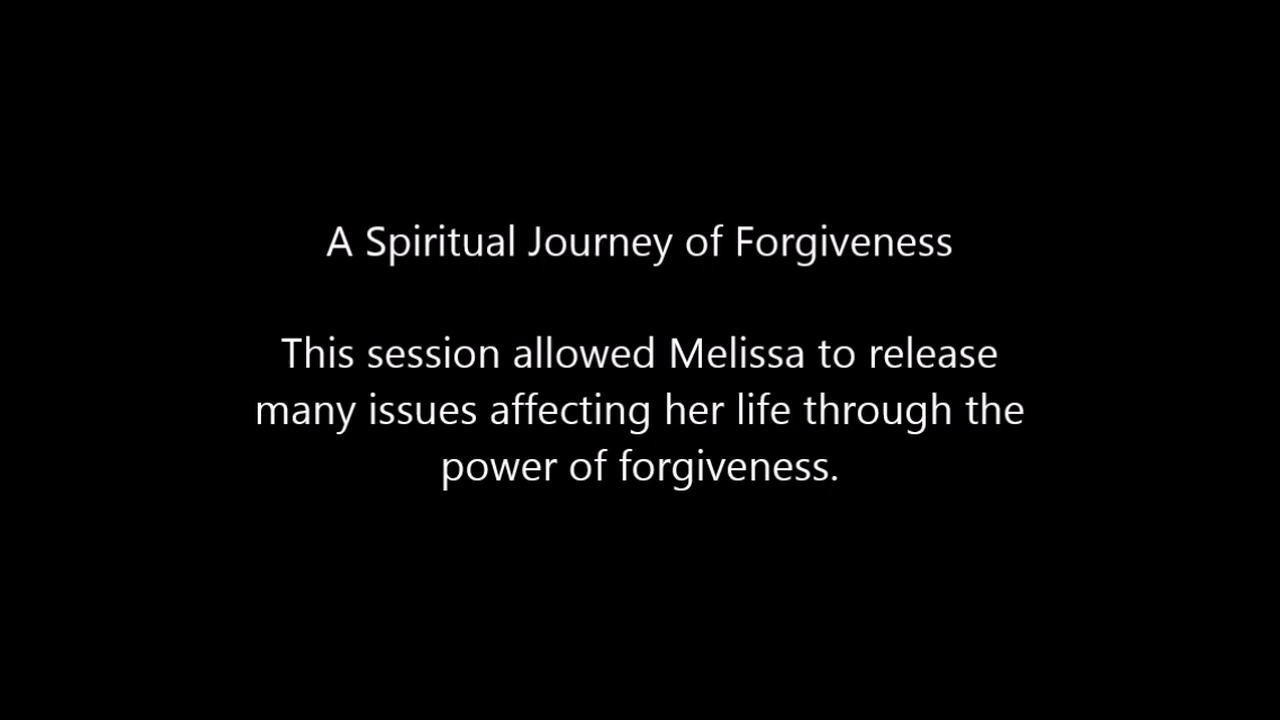 A Spiritual Journey of Forgiveness
This session allowed Melissa to release
many issues affecting her life through the
power of forgiveness.